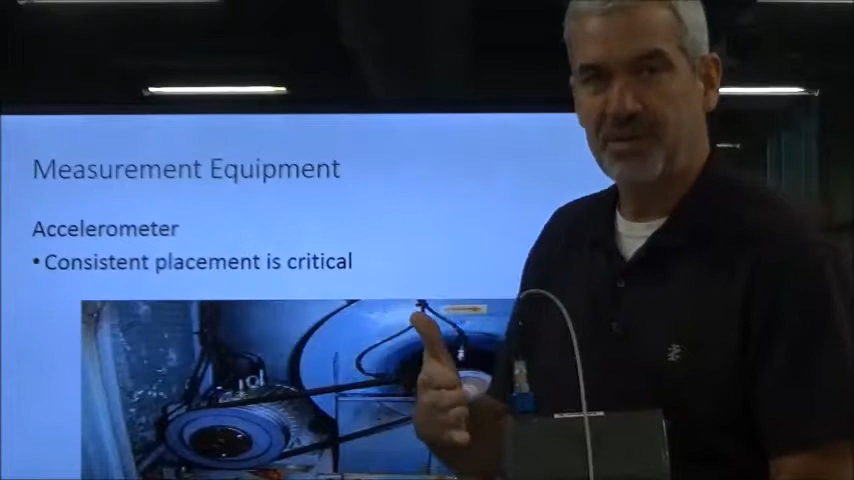 Measurement Equipment
Accelerometer
• Consistent placement is critical